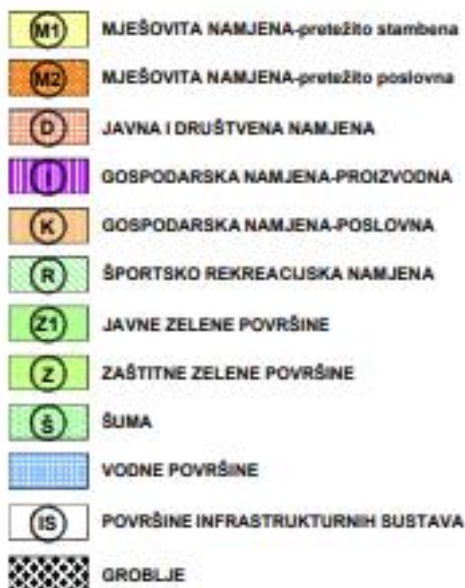 M1 MJEŠOVITA NAMJENA-pretežito stambena
M2 MJEŠOVITA NAMJENA-pretežito poslovna
D JAVNA I DRUŠTVENA NAMJENA
I GOSPODARSKA NAMJENA-PROIZVODNA
K GOSPODARSKA NAMJENA-POSLOVNA
R ŠPORTSKO REKREACIJSKA NAMJENA
Z1 JAVNE ZELENE POVRŠINE
Z ZAŠTITNE ZELENE POVRŠINE
Š ŠUMA
VODNE POVRŠINE
IS POVRŠINE INFRASTRUKTURNIH SUSTAVA
GROBLJE